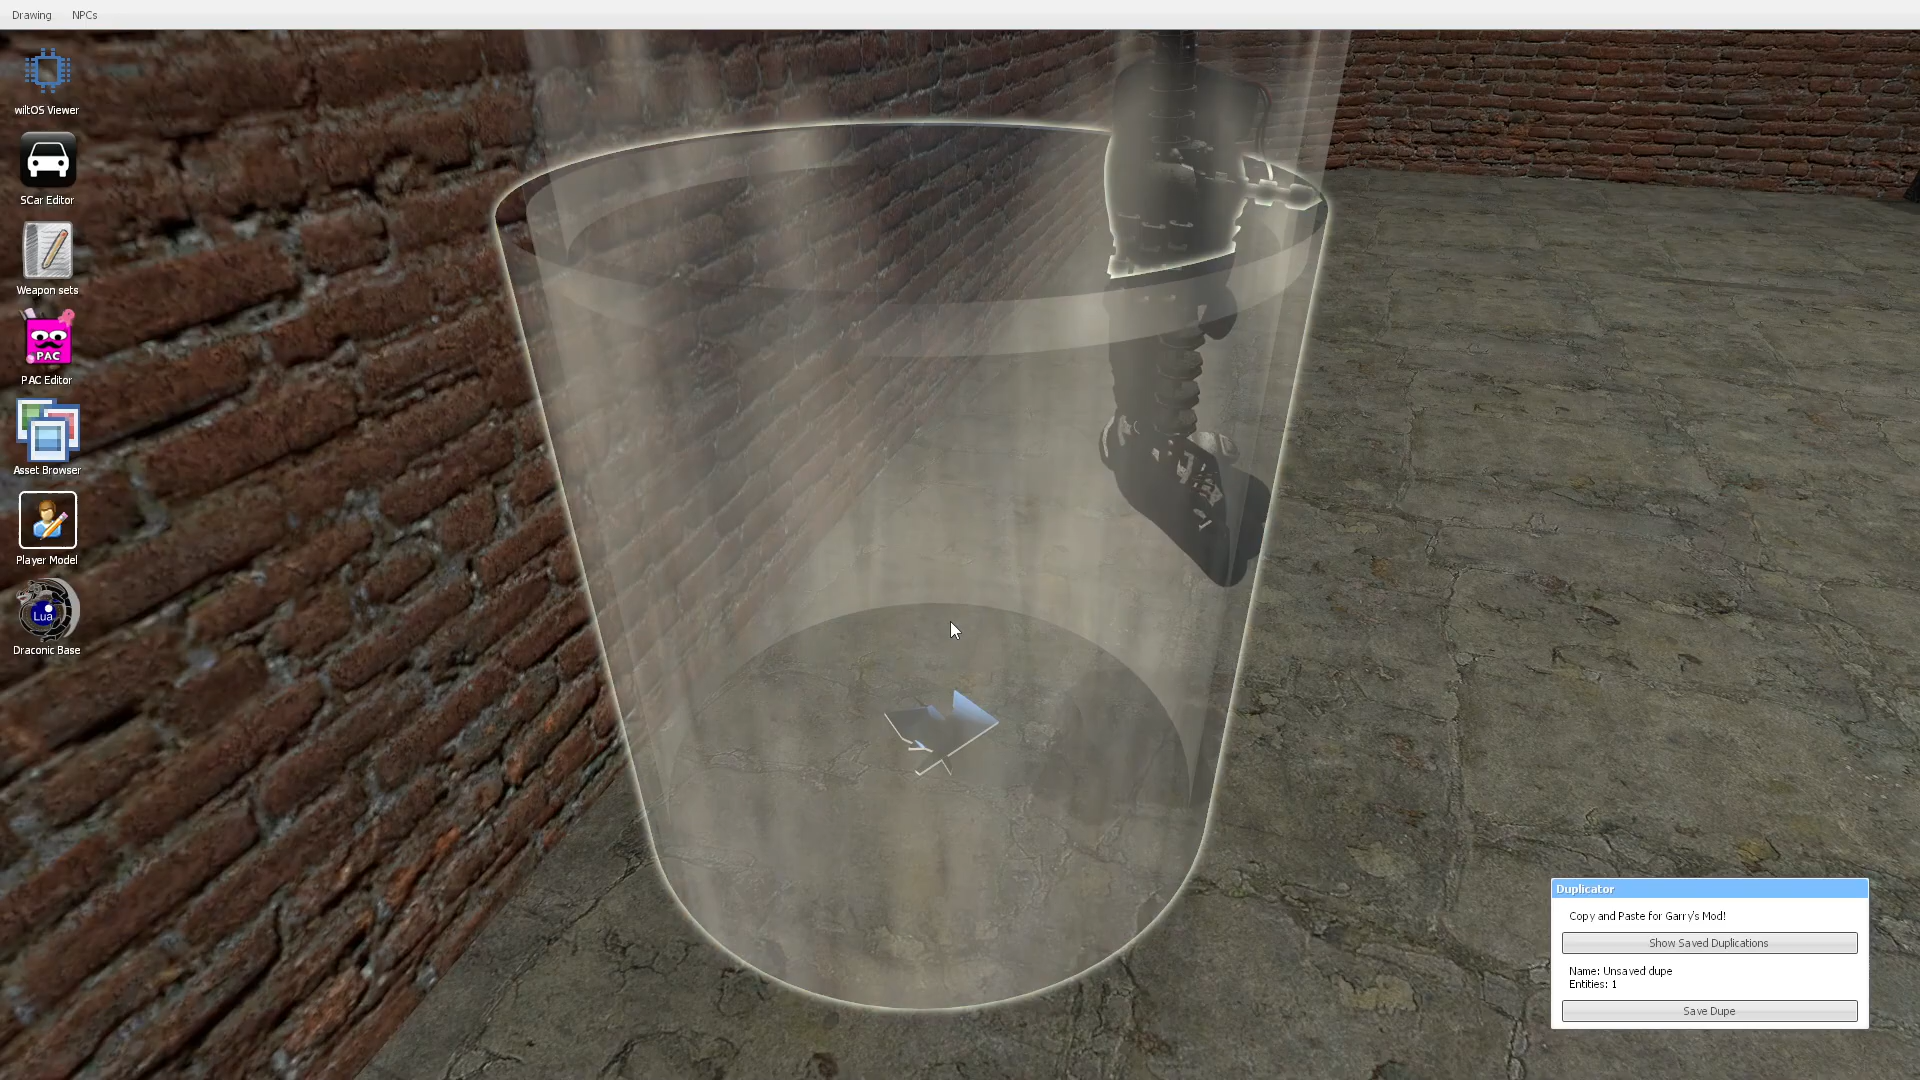 Drawing NPCs
wiltOS Viewer
SCar Editor
Weapon sets
PAC
PAC Editor
Asset Browser
Player Model
Lua
Draconic Base
Duplicator
Copy and Paste for Garry's Mod!
Show Saved Duplications
Name: Unsaved dupe
Entities: 1
Save Dupe